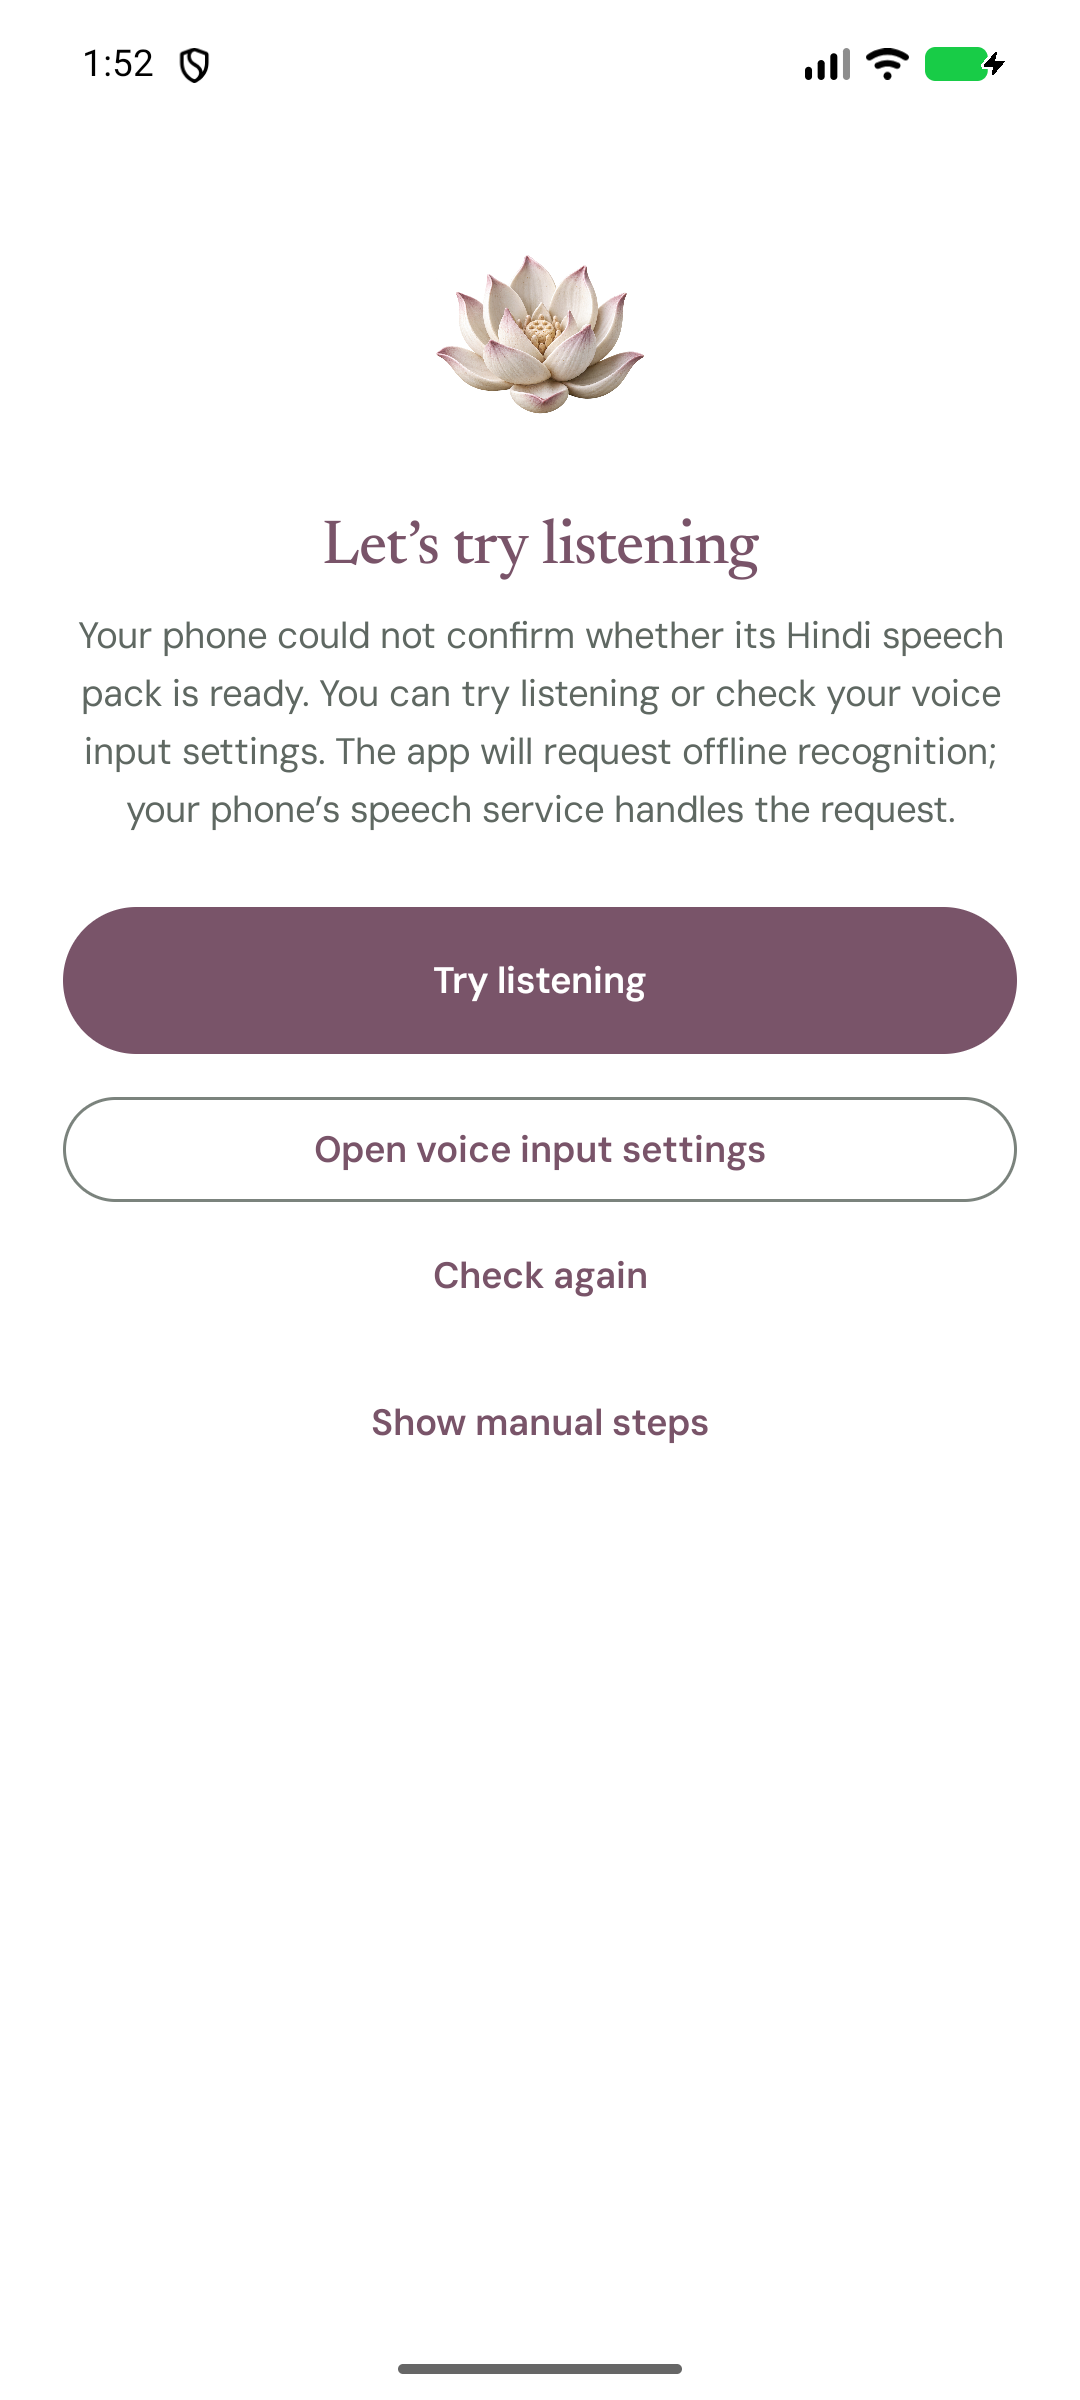 1:52
Let’s try listening
Your phone could not confirm whether its Hindi speech
pack is ready. You can try listening or check your voice
input settings. The app will request offline recognition;
your phone’s speech service handles the request.
Try listening
Open voice input settings
Check again
Show manual steps